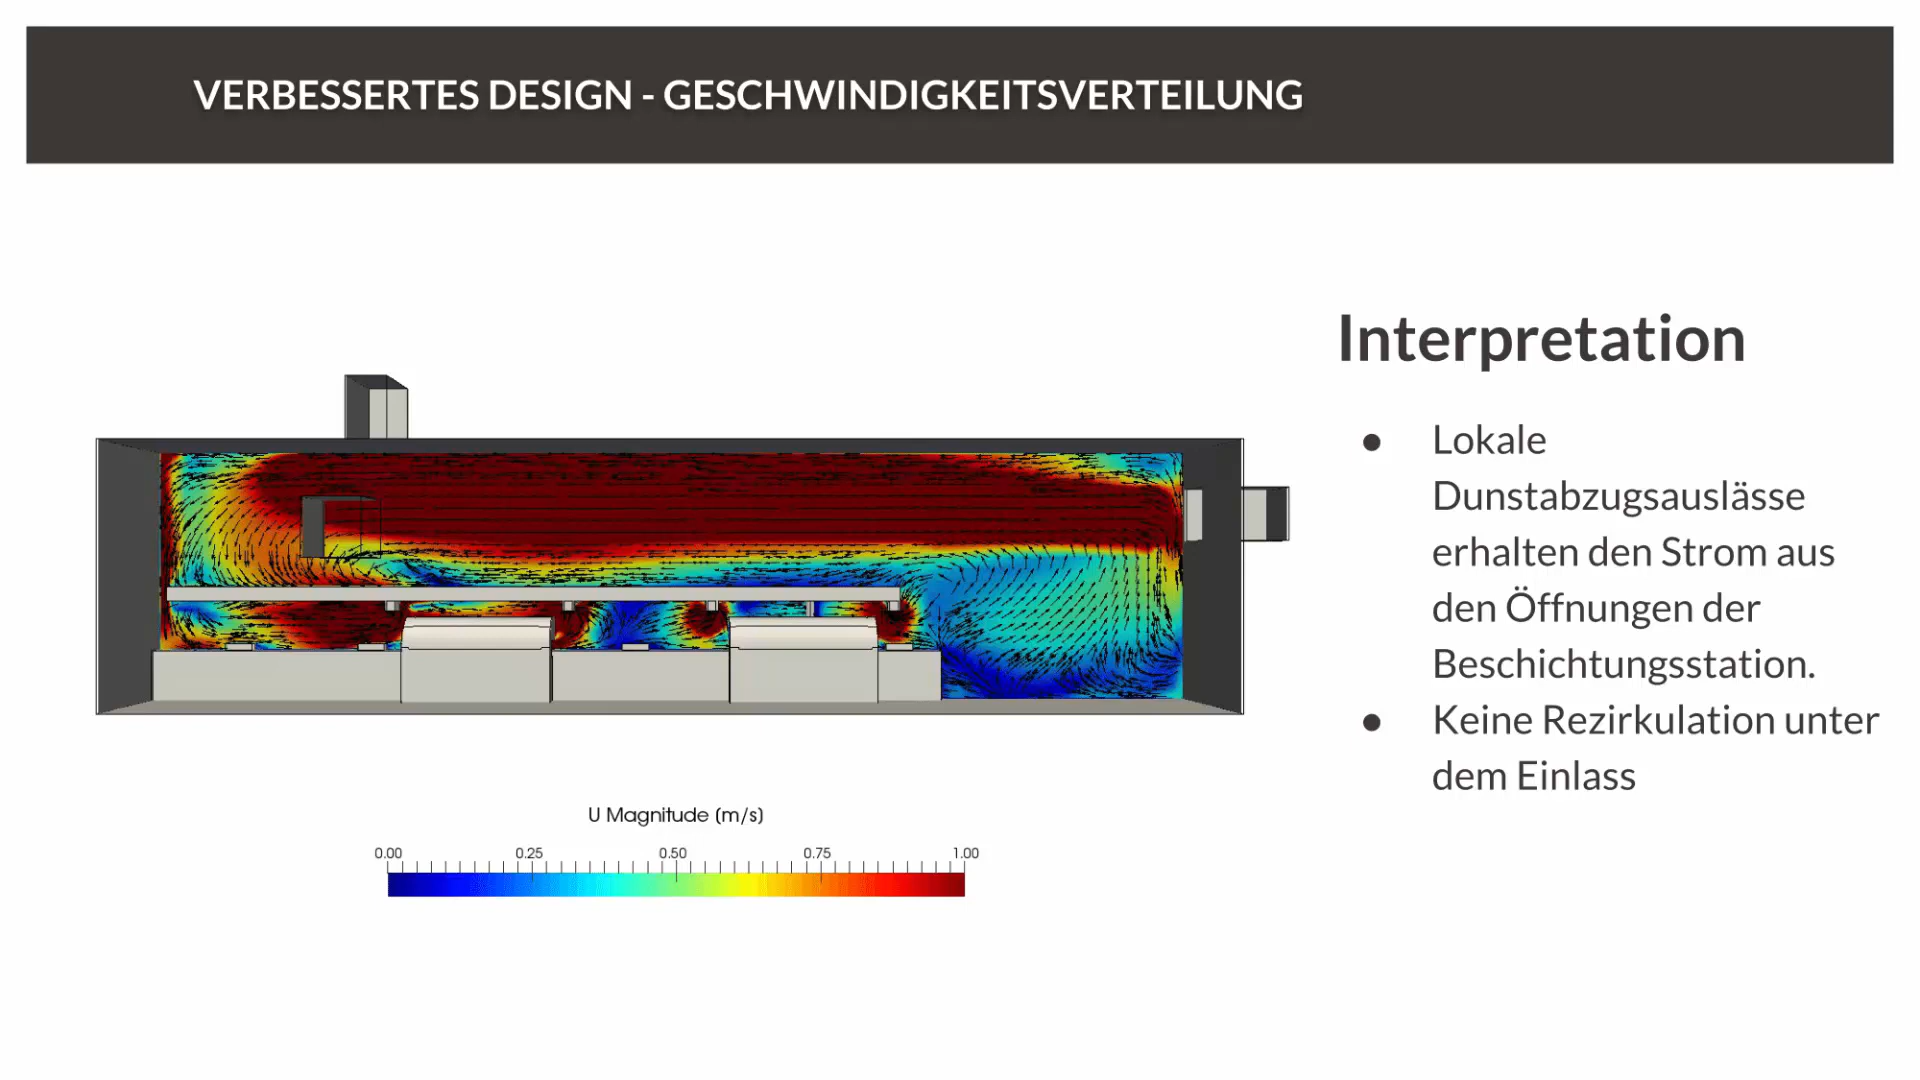 VERBESSERTES DESIGN - GESCHWINDIGKEITSVERTEILUNG
Interpretation
● Lokale
Dunstabzugsauslässe
erhalten den Strom aus
den Öffnungen der
Beschichtungsstation.
● Keine Rezirkulation unter
dem Einlass
U Magnitude (m/s)
0.00 0.25 0.50 0.75 1.00